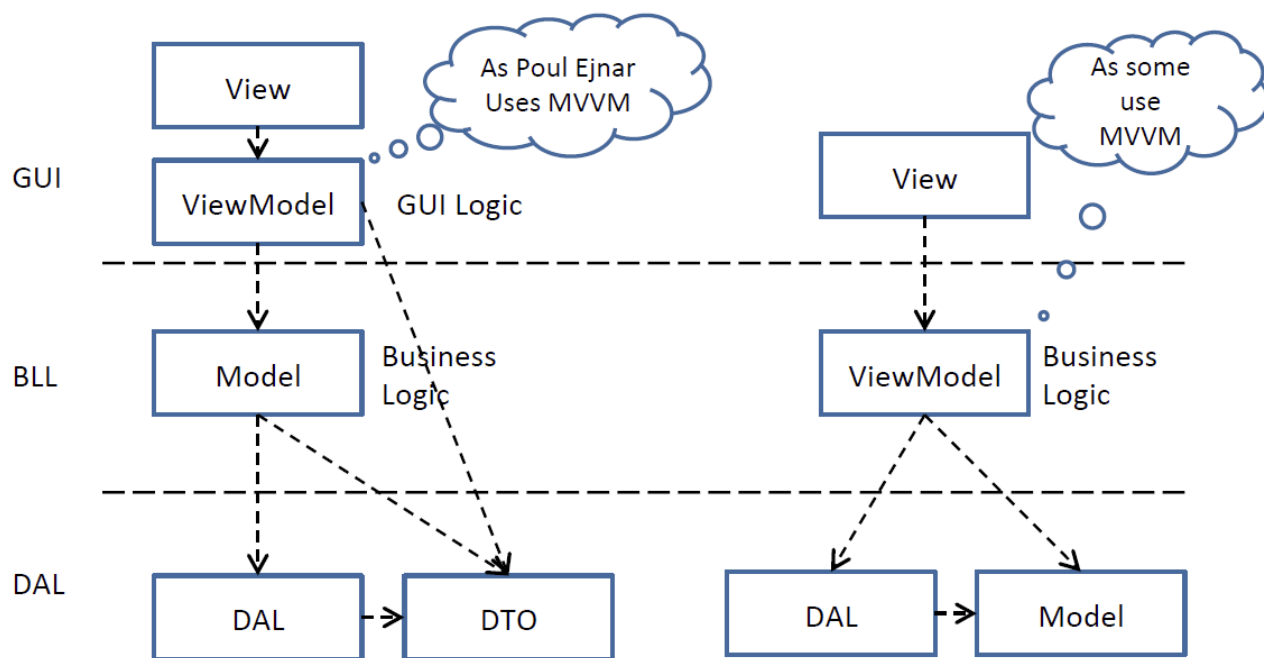 View
As Poul Ejnar
Uses MVVM
As some
use
MVVM
GUI
ViewModel
GUI Logic
View
BLL
Model
Business
Logic
ViewModel
Business
Logic
DAL
DAL
DTO
DAL
Model